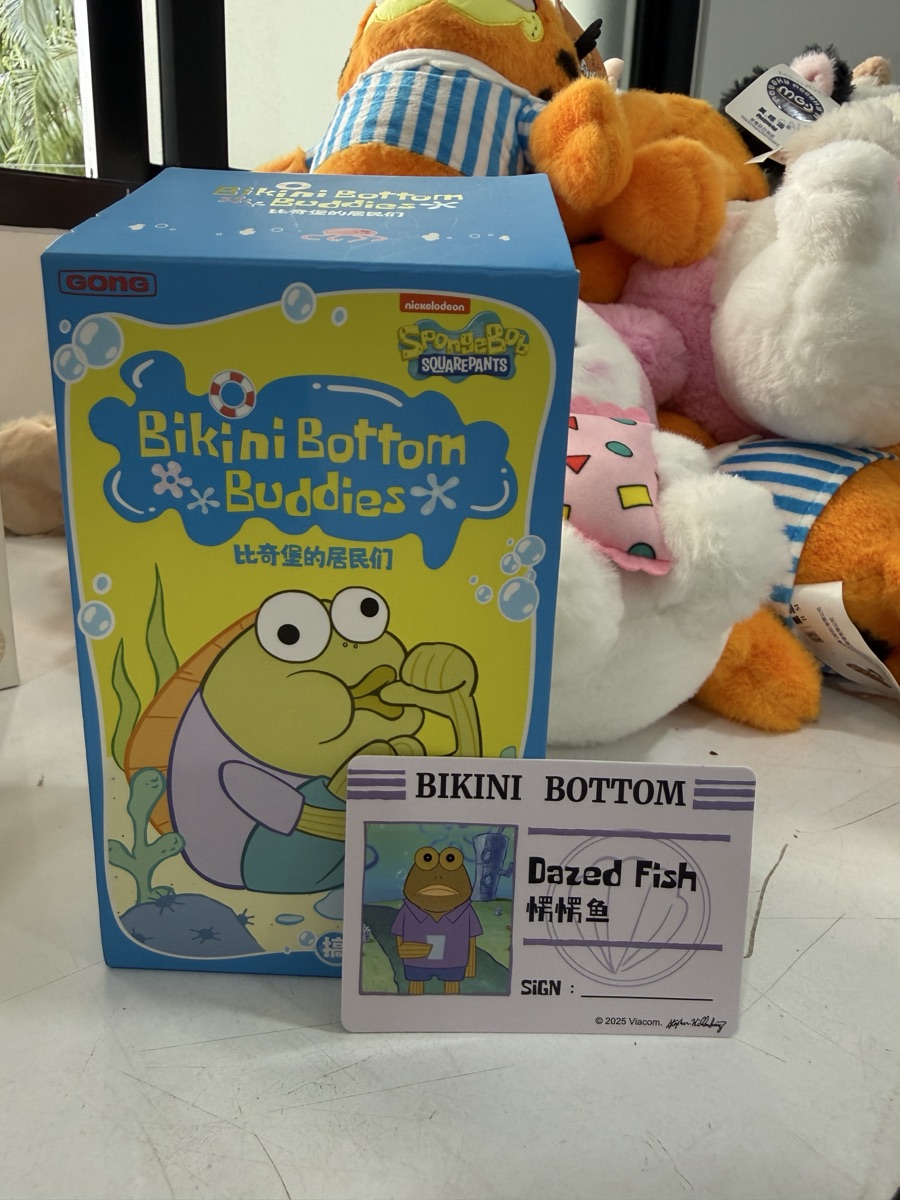 Bikini Bottom
Buddies
比奇堡的居民们
GONG
nickelodeon
SpongeBob
SQUAREPANTS
Bikini Bottom
Buddies
比奇堡的居民们
搞
BIKINI BOTTOM
Dazed Fish
愣愣鱼
SiGN :
© 2025 Viacom.